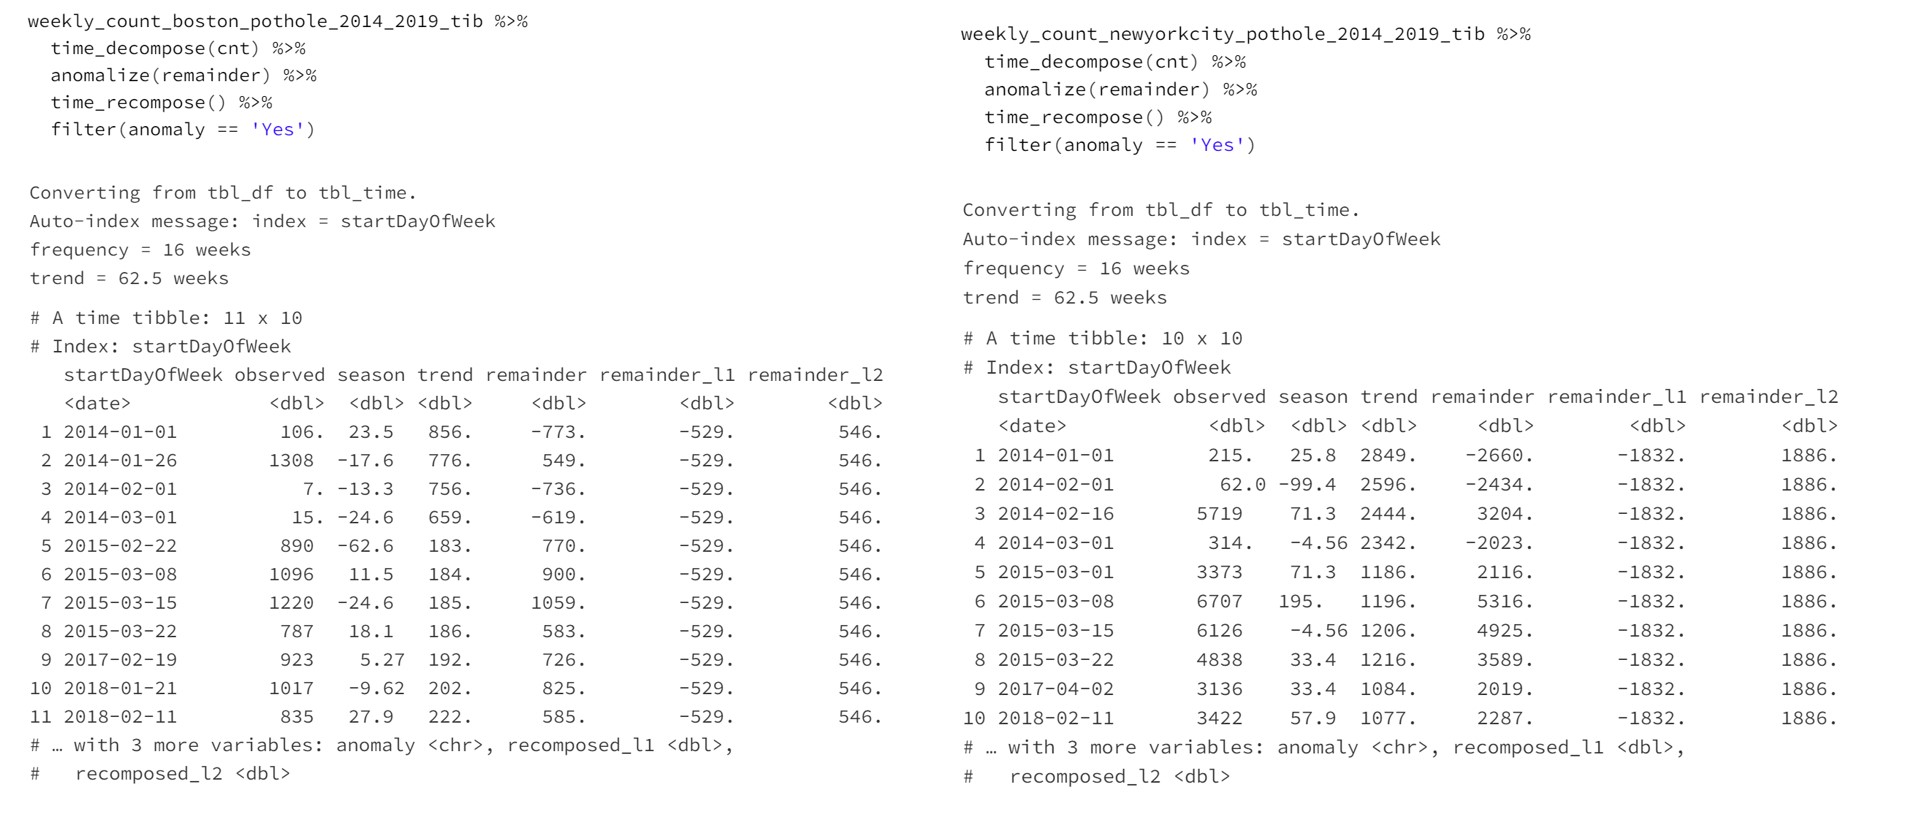 weekly_count_boston_pothole_2014_2019_tib %>%
  time_decompose(cnt) %>%
  anomalize(remainder) %>%
  time_recompose() %>%
  filter(anomaly == 'Yes')
Converting from tbl_df to tbl_time.
Auto-index message: index = startDayOfWeek
frequency = 16 weeks
trend = 62.5 weeks
# A time tibble: 11 x 10
# Index: startDayOfWeek
startDayOfWeek observed season trend remainder remainder_l1 remainder_l2
<date> <dbl> <dbl> <dbl> <dbl> <dbl> <dbl>
1 2014-01-01 106. 23.5 856. -773. -529. 546.
2 2014-01-26 1308 -17.6 776. 549. -529. 546.
3 2014-02-01 7. -13.3 756. -736. -529. 546.
4 2014-03-01 15. -24.6 659. -619. -529. 546.
5 2015-02-22 890 -62.6 183. 770. -529. 546.
6 2015-03-08 1096 11.5 184. 900. -529. 546.
7 2015-03-15 1220 -24.6 185. 1059. -529. 546.
8 2015-03-22 787 18.1 186. 583. -529. 546.
9 2017-02-19 923 5.27 192. 726. -529. 546.
10 2018-01-21 1017 -9.62 202. 825. -529. 546.
11 2018-02-11 835 27.9 222. 585. -529. 546.
# … with 3 more variables: anomaly <chr>, recomposed_l1 <dbl>,
#   recomposed_l2 <dbl>
weekly_count_newyorkcity_pothole_2014_2019_tib %>%
  time_decompose(cnt) %>%
  anomalize(remainder) %>%
  time_recompose() %>%
  filter(anomaly == 'Yes')
Converting from tbl_df to tbl_time.
Auto-index message: index = startDayOfWeek
frequency = 16 weeks
trend = 62.5 weeks
# A time tibble: 10 x 10
# Index: startDayOfWeek
startDayOfWeek observed season trend remainder remainder_l1 remainder_l2
<date> <dbl> <dbl> <dbl> <dbl> <dbl> <dbl>
1 2014-01-01 215. 25.8 2849. -2660. -1832. 1886.
2 2014-02-01 62.0 -99.4 2596. -2434. -1832. 1886.
3 2014-02-16 5719 71.3 2444. 3204. -1832. 1886.
4 2014-03-01 314. -4.56 2342. -2023. -1832. 1886.
5 2015-03-01 3373 71.3 1186. 2116. -1832. 1886.
6 2015-03-08 6707 195. 1196. 5316. -1832. 1886.
7 2015-03-15 6126 -4.56 1206. 4925. -1832. 1886.
8 2015-03-22 4838 33.4 1216. 3589. -1832. 1886.
9 2017-04-02 3136 33.4 1084. 2019. -1832. 1886.
10 2018-02-11 3422 57.9 1077. 2287. -1832. 1886.
# … with 3 more variables: anomaly <chr>, recomposed_l1 <dbl>,
#   recomposed_l2 <dbl>